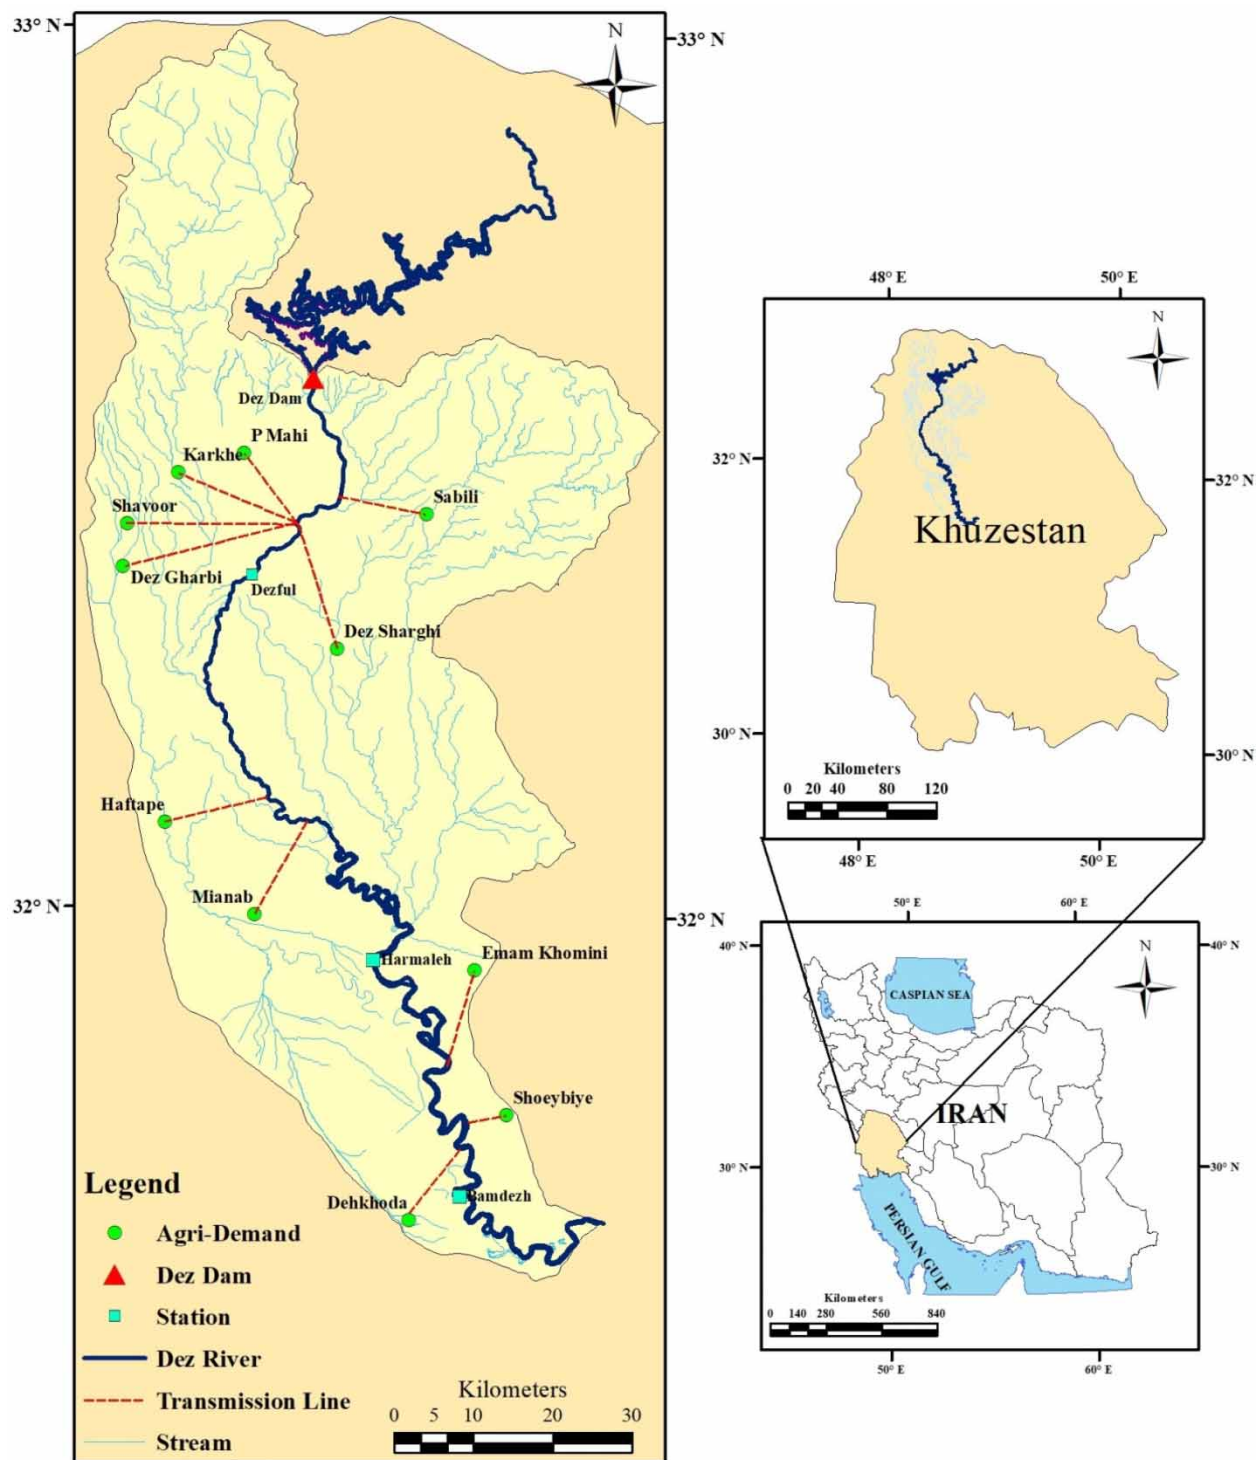 33° N
N
33° N
Dez Dam
P Mahi
Karkhe
Shavoor
Sabili
Dez Gharbi
Dezful
Dez Sharghi
Haftape
Mianab
32° N
32° N
Harmaleh
Emam Khomini
Shoeybiye
Dehkhoda
Bamdezh
Legend
Agri-Demand
Dez Dam
Station
Dez River
Transmission Line
Stream
Kilometers
0 5 10 20 30
48° E 50° E
N
32° N
32° N
Khuzestan
30° N
30° N
Kilometers
0 20 40 80 120
48° E 50° E
50° E 60° E
40° N
40° N
N
CASPIAN SEA
IRAN
30° N
30° N
PERSIAN GULF
Kilometers
0 140 280 560 840
50° E 60° E